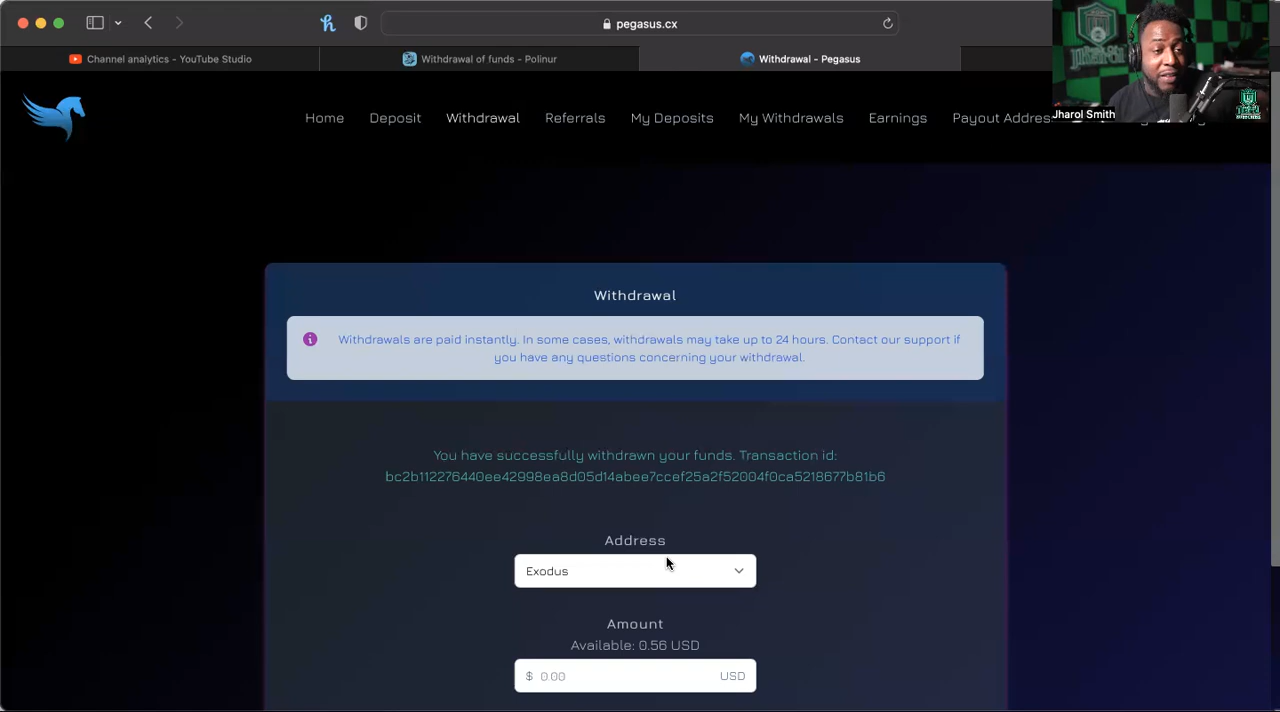 pegasus.cx
Channel analytics - YouTube Studio
Withdrawal of funds - Polinur
Withdrawal - Pegasus
Home
Deposit
Withdrawal
Referrals
My Deposits
My Withdrawals
Earnings
Payout Address
Jharol Smith
Withdrawal
Withdrawals are paid instantly. In some cases, withdrawals may take up to 24 hours. Contact our support if
you have any questions concerning your withdrawal.
You have successfully withdrawn your funds. Transaction id:
bc2b112276440ee42998ea8d05d14abee7ccef25a2f52004f0ca5218677b81b6
Address
Exodus
Amount
Available: 0.56 USD
$ 0.00 USD